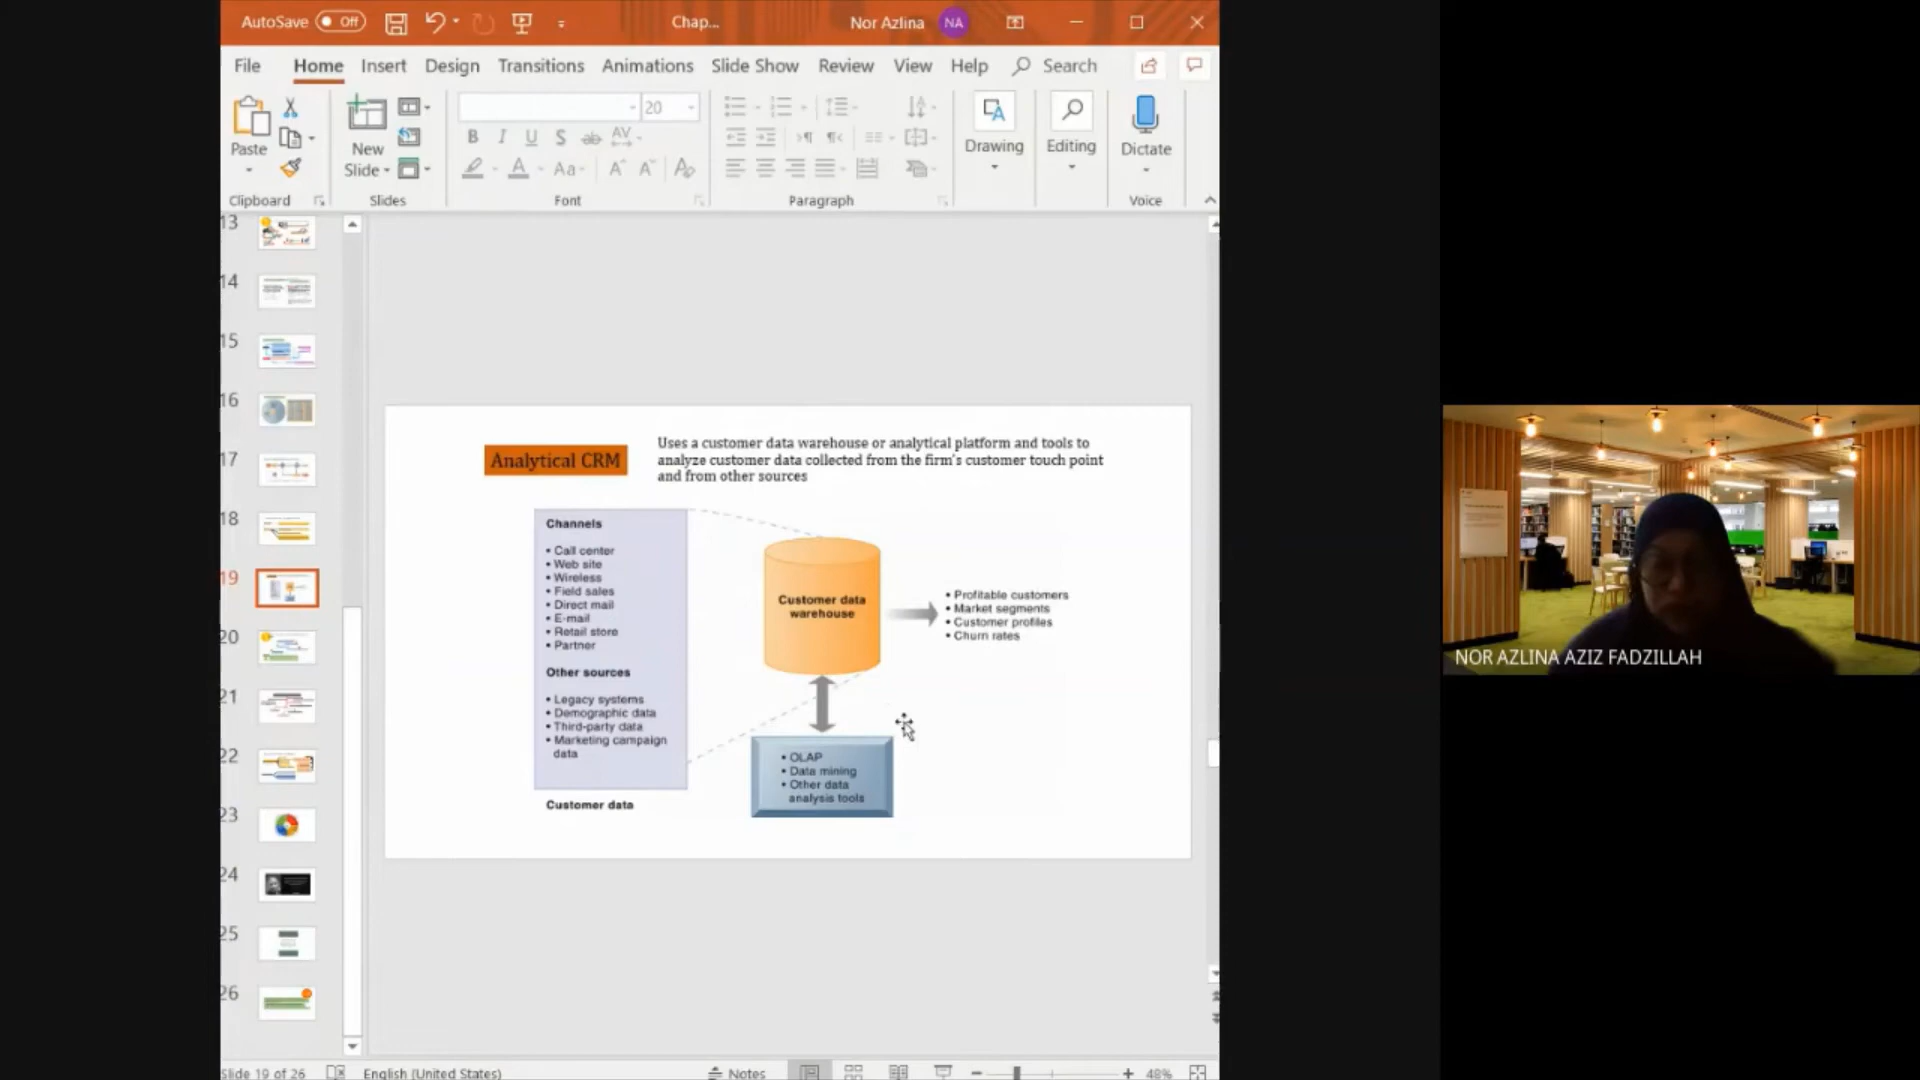 AutoSave Off Chap... Nor Azlina NA
File Home Insert Design Transitions Animations Slide Show Review View Help Search
20
Paste
New
Slide
B I U S ab AV
A Aa A A A
Drawing
Editing
Dictate
Clipboard Slides Font Paragraph Voice
13
14
15
16
17
18
19
20
21
22
23
24
25
26
Analytical CRM
Uses a customer data warehouse or analytical platform and tools to
analyze customer data collected from the firm's customer touch point
and from other sources
Channels
• Call center
• Web site
• Wireless
• Field sales
• Direct mail
• E-mail
• Retail store
• Partner
Other sources
• Legacy systems
• Demographic data
• Third-party data
• Marketing campaign
data
Customer data
Customer data
warehouse
• OLAP
• Data mining
• Other data
analysis tools
• Profitable customers
• Market segments
• Customer profiles
• Churn rates
NOR AZLINA AZIZ FADZILLAH
Slide 19 of 26 English (United States) Notes 48%